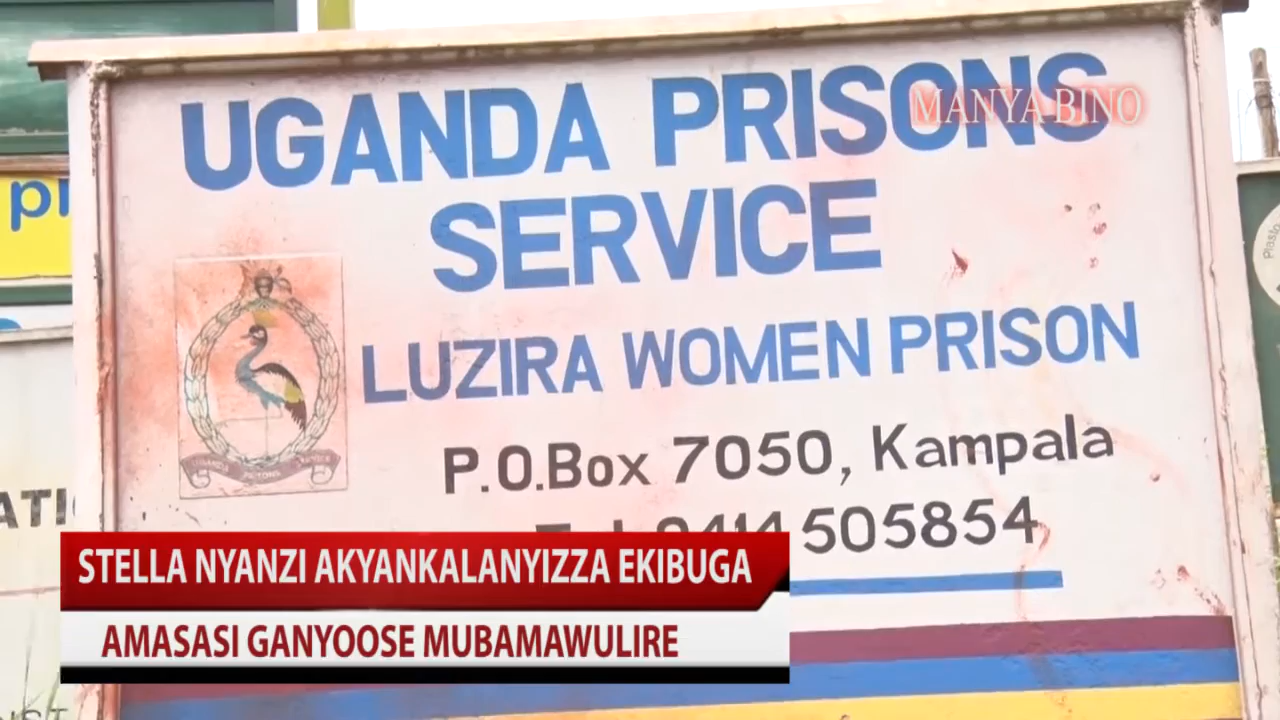 UGANDA PRISONS
MANYA BINO
SERVICE
LUZIRA WOMEN PRISON
P.O.Box 7050, Kampala
505854
STELLA NYANZI AKYANKALANYIZZA EKIBUGA
AMASASI GANYOOSE MUBAMAWULIRE